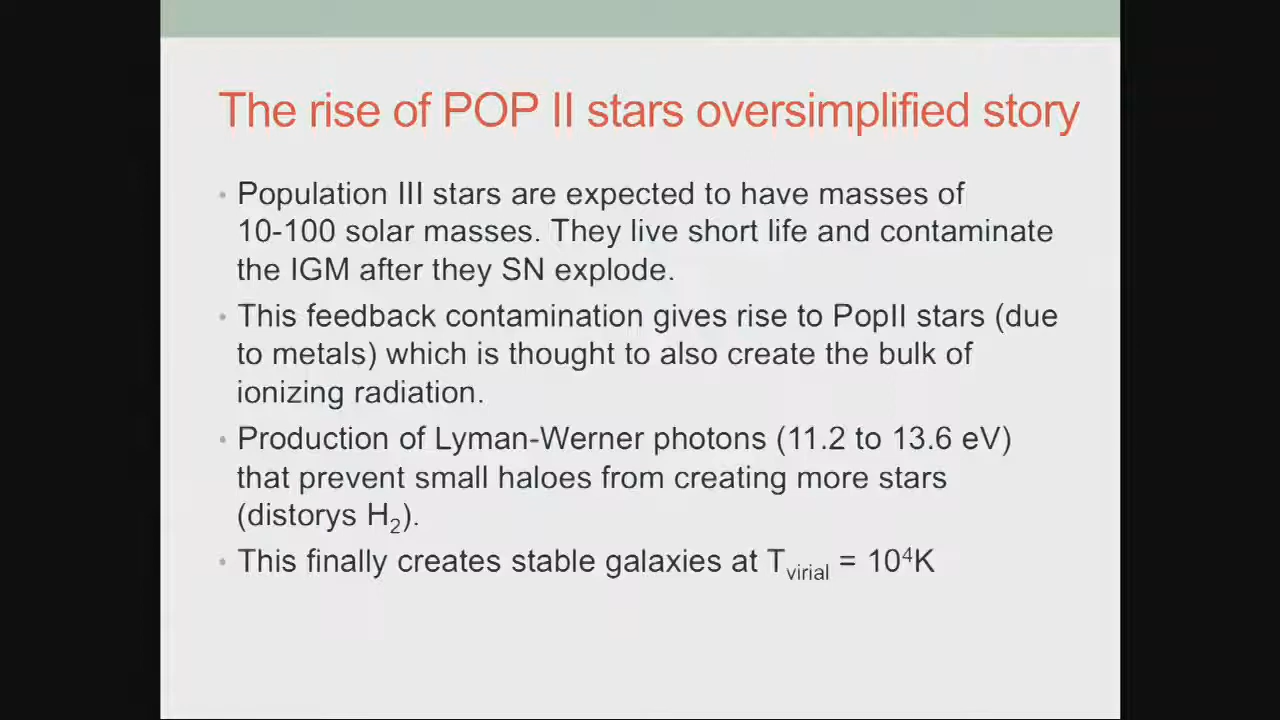 The rise of POP II stars oversimplified story
• Population III stars are expected to have masses of
10-100 solar masses. They live short life and contaminate
the IGM after they SN explode.
• This feedback contamination gives rise to PopII stars (due
to metals) which is thought to also create the bulk of
ionizing radiation.
• Production of Lyman-Werner photons (11.2 to 13.6 eV)
that prevent small haloes from creating more stars
(distorys H₂).
• This finally creates stable galaxies at Tvirial = 10⁴K